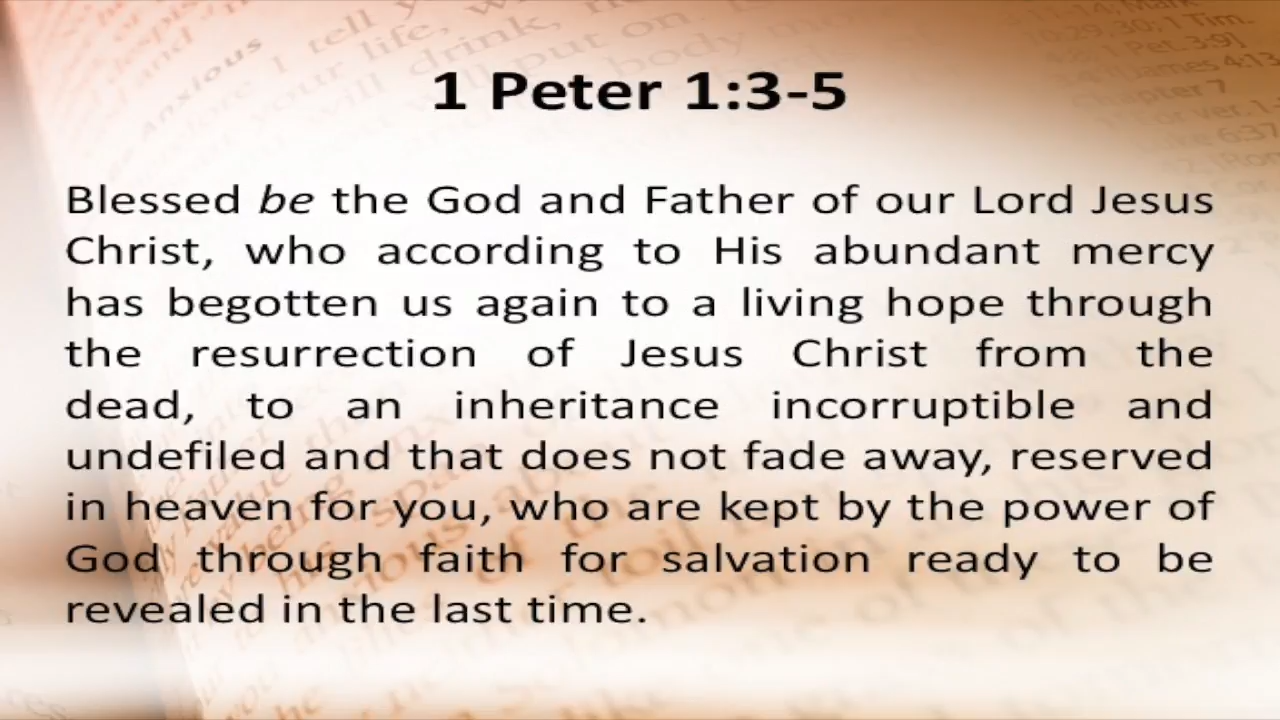 1 Peter 1:3-5
Blessed be the God and Father of our Lord Jesus
Christ, who according to His abundant mercy
has begotten us again to a living hope through
the resurrection of Jesus Christ from the
dead, to an inheritance incorruptible and
undefiled and that does not fade away, reserved
in heaven for you, who are kept by the power of
God through faith for salvation ready to be
revealed in the last time.